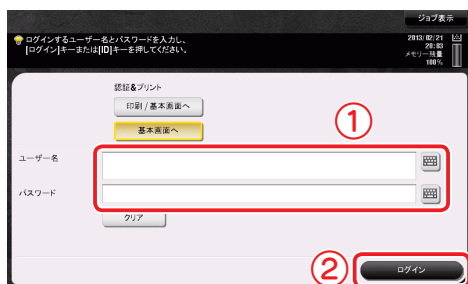 ジョブ表示
ログインするユーザー名とパスワードを入力し、
[ログイン]キーまたは[ID]キーを押してください。
2013/02/21
20:03
メモリー残量
100%
認証&プリント
印刷/基本画面へ
基本画面へ
①
ユーザー名
パスワード
クリア
②
ログイン